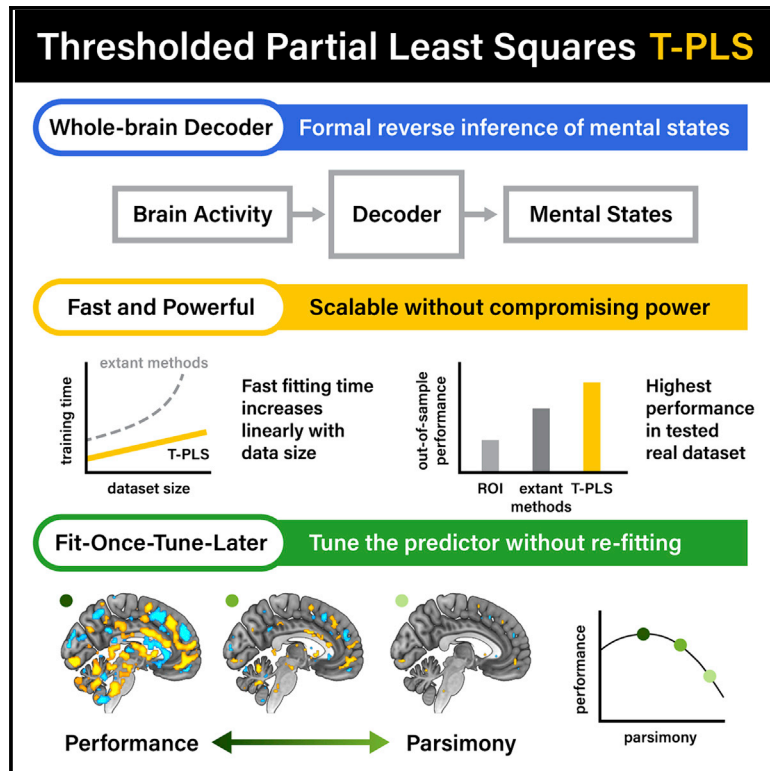 Thresholded Partial Least Squares T-PLS
Whole-brain Decoder
Formal reverse inference of mental states
Brain Activity
Decoder
Mental States
Fast and Powerful
Scalable without compromising power
training time
extant methods
T-PLS
dataset size
Fast fitting time
increases
linearly with
data size
out-of-sample
performance
ROI
extant
methods
T-PLS
Highest
performance
in tested
real dataset
Fit-Once-Tune-Later
Tune the predictor without re-fitting
Performance
Parsimony
performance
parsimony